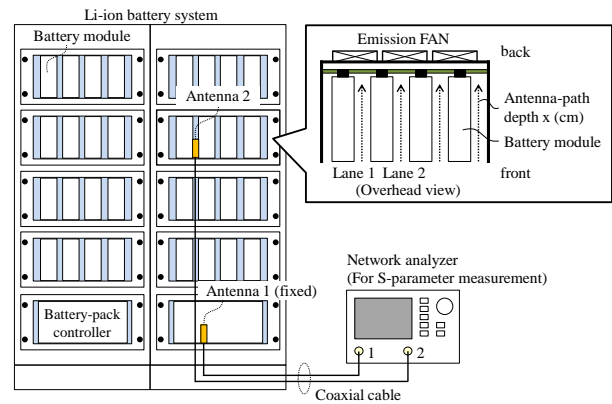 Li-ion battery system
Battery module
Antenna 2
Emission FAN
back
Antenna-path
depth x (cm)
Battery module
front
Lane 1 Lane 2
(Overhead view)
Network analyzer
(For S-parameter measurement)
Antenna 1 (fixed)
Battery-pack
controller
1 2
Coaxial cable